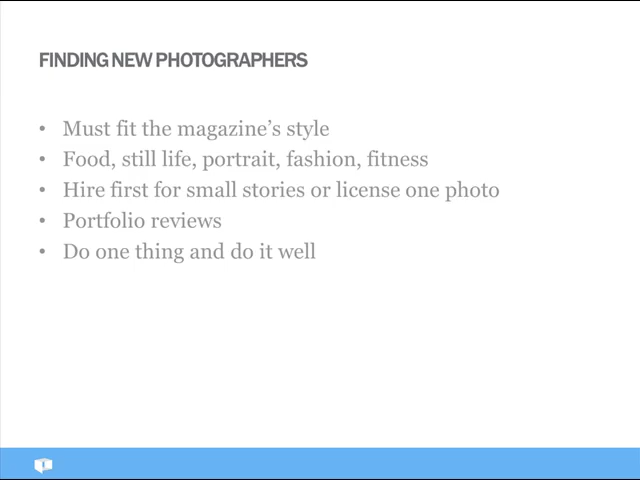 FINDING NEW PHOTOGRAPHERS
• Must fit the magazine's style
• Food, still life, portrait, fashion, fitness
• Hire first for small stories or license one photo
• Portfolio reviews
• Do one thing and do it well